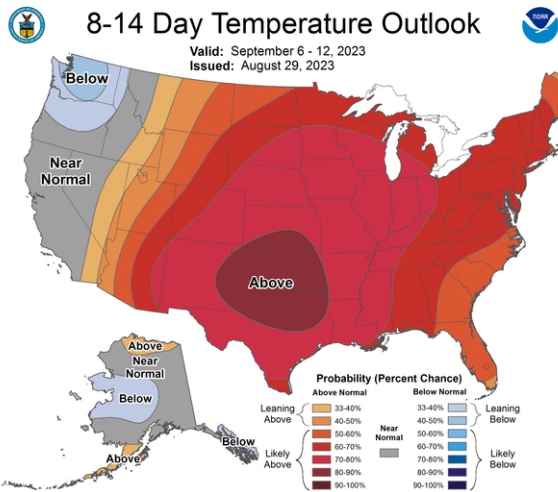 8-14 Day Temperature Outlook
NOAA
Valid: September 6 - 12, 2023
Issued: August 29, 2023
Below
Near
Normal
Above
Above
Near
Normal
Below
Above
Below
Probability (Percent Chance)
Above Normal
Below Normal
Leaning
Above
33-40%
40-50%
Likely
Above
50-60%
60-70%
70-80%
80-90%
90-100%
Near
Normal
33-40%
40-50%
Leaning
Below
50-60%
60-70%
70-80%
80-90%
90-100%
Likely
Below